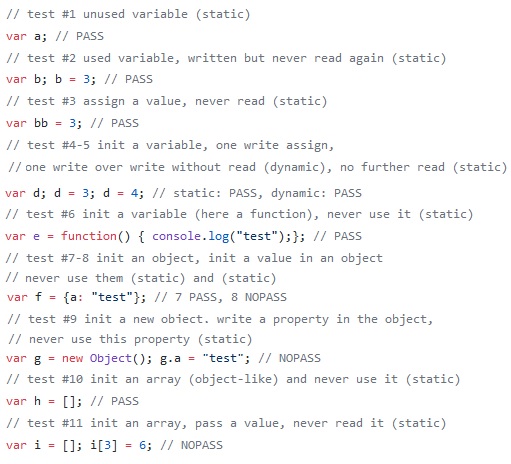 // test #1 unused variable (static)
var a; // PASS
// test #2 used variable, written but never read again (static)
var b; b = 3; // PASS
// test #3 assign a value, never read (static)
var bb = 3; // PASS
// test #4-5 init a variable, one write assign,
// one write over write without read (dynamic), no further read (static)
var d; d = 3; d = 4; // static: PASS, dynamic: PASS
// test #6 init a variable (here a function), never use it (static)
var e = function() { console.log("test");}; // PASS
// test #7-8 init an object, init a value in an object
// never use them (static) and (static)
var f = {a: "test"}; // 7 PASS, 8 NOPASS
// test #9 init a new object. write a property in the object,
// never use this property (static)
var g = new Object(); g.a = "test"; // NOPASS
// test #10 init an array (object-like) and never use it (static)
var h = []; // PASS
// test #11 init an array, pass a value, never read it (static)
var i = []; i[3] = 6; // NOPASS